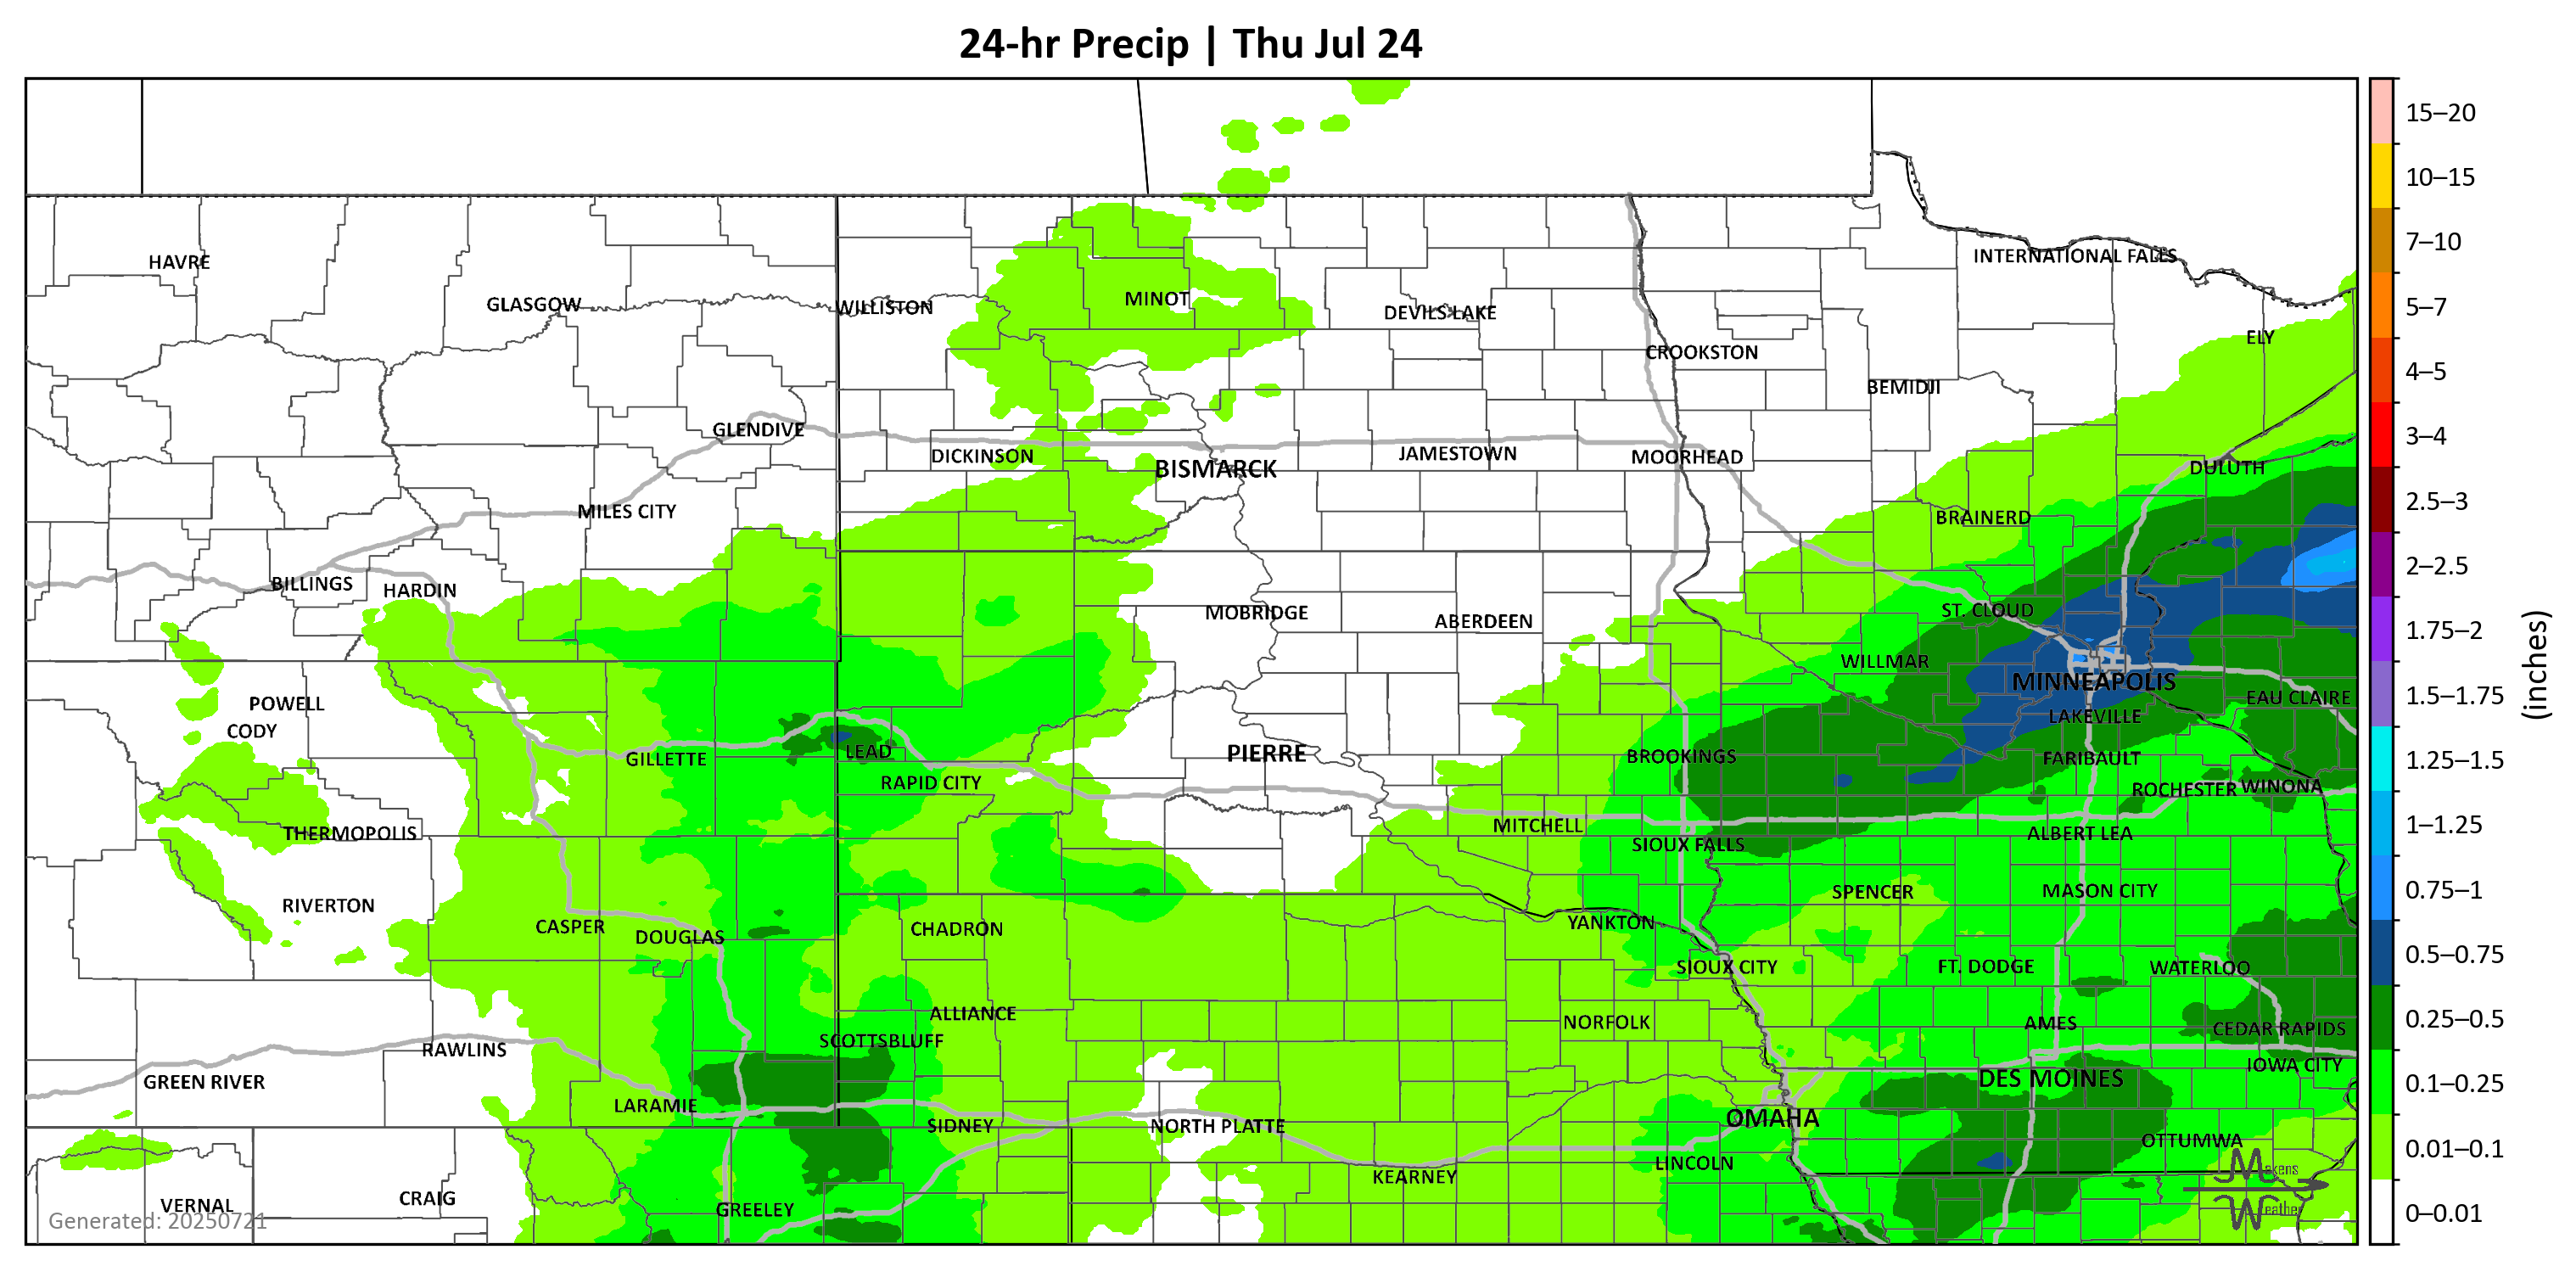 24-hr Precip | Thu Jul 24
15–20
10–15
7–10
5–7
4–5
3–4
2.5–3
2–2.5
1.75–2
1.5–1.75
1.25–1.5
1–1.25
0.75–1
0.5–0.75
0.25–0.5
0.1–0.25
0.01–0.1
0–0.01
(inches)
HAVRE
INTERNATIONAL FALLS
GLASGOW
WILLISTON
MINOT
DEVILS LAKE
ELY
CROOKSTON
BEMIDJI
GLENDIVE
DICKINSON
BISMARCK
JAMESTOWN
MOORHEAD
DULUTH
MILES CITY
BRAINERD
BILLINGS
HARDIN
MOBRIDGE
ABERDEEN
ST. CLOUD
WILLMAR
MINNEAPOLIS
EAU CLAIRE
POWELL
CODY
LAKEVILLE
GILLETTE
LEAD
PIERRE
BROOKINGS
FARIBAULT
RAPID CITY
ROCHESTER
WINONA
THERMOPOLIS
MITCHELL
ALBERT LEA
SIOUX FALLS
RIVERTON
SPENCER
MASON CITY
CASPER
DOUGLAS
CHADRON
YANKTON
SIOUX CITY
FT. DODGE
WATERLOO
ALLIANCE
NORFOLK
AMES
CEDAR RAPIDS
SCOTTSBLUFF
RAWLINS
IOWA CITY
GREEN RIVER
DES MOINES
LARAMIE
SIDNEY
NORTH PLATTE
OMAHA
OTTUMWA
LINCOLN
KEARNEY
VERNAL
CRAIG
GREELEY
Generated: 20250721
Makens
Weather